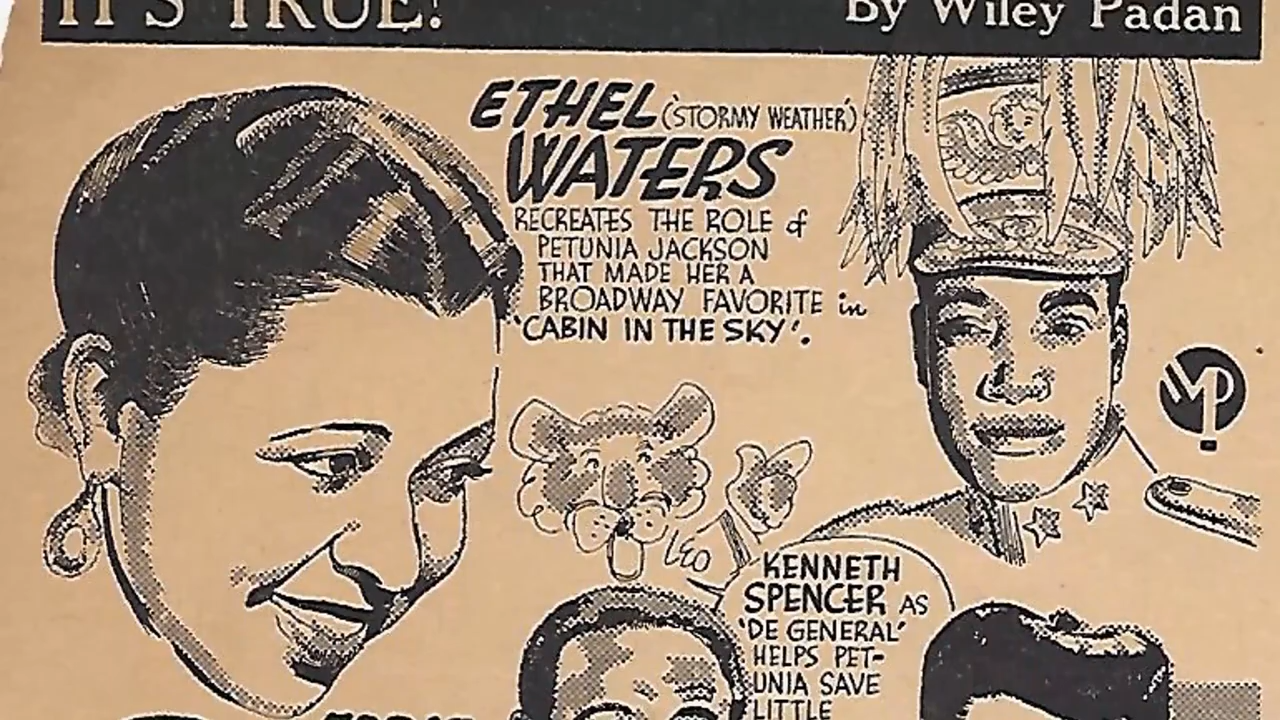 IT'S TRUE!
By Wiley Padan
ETHEL ('STORMY WEATHER')
WATERS
RECREATES THE ROLE of
PETUNIA JACKSON
THAT MADE HER A
BROADWAY FAVORITE in
'CABIN IN THE SKY'.
WP
LEO
KENNETH
SPENCER AS
'DE GENERAL'
HELPS PET-
UNIA SAVE
LITTLE